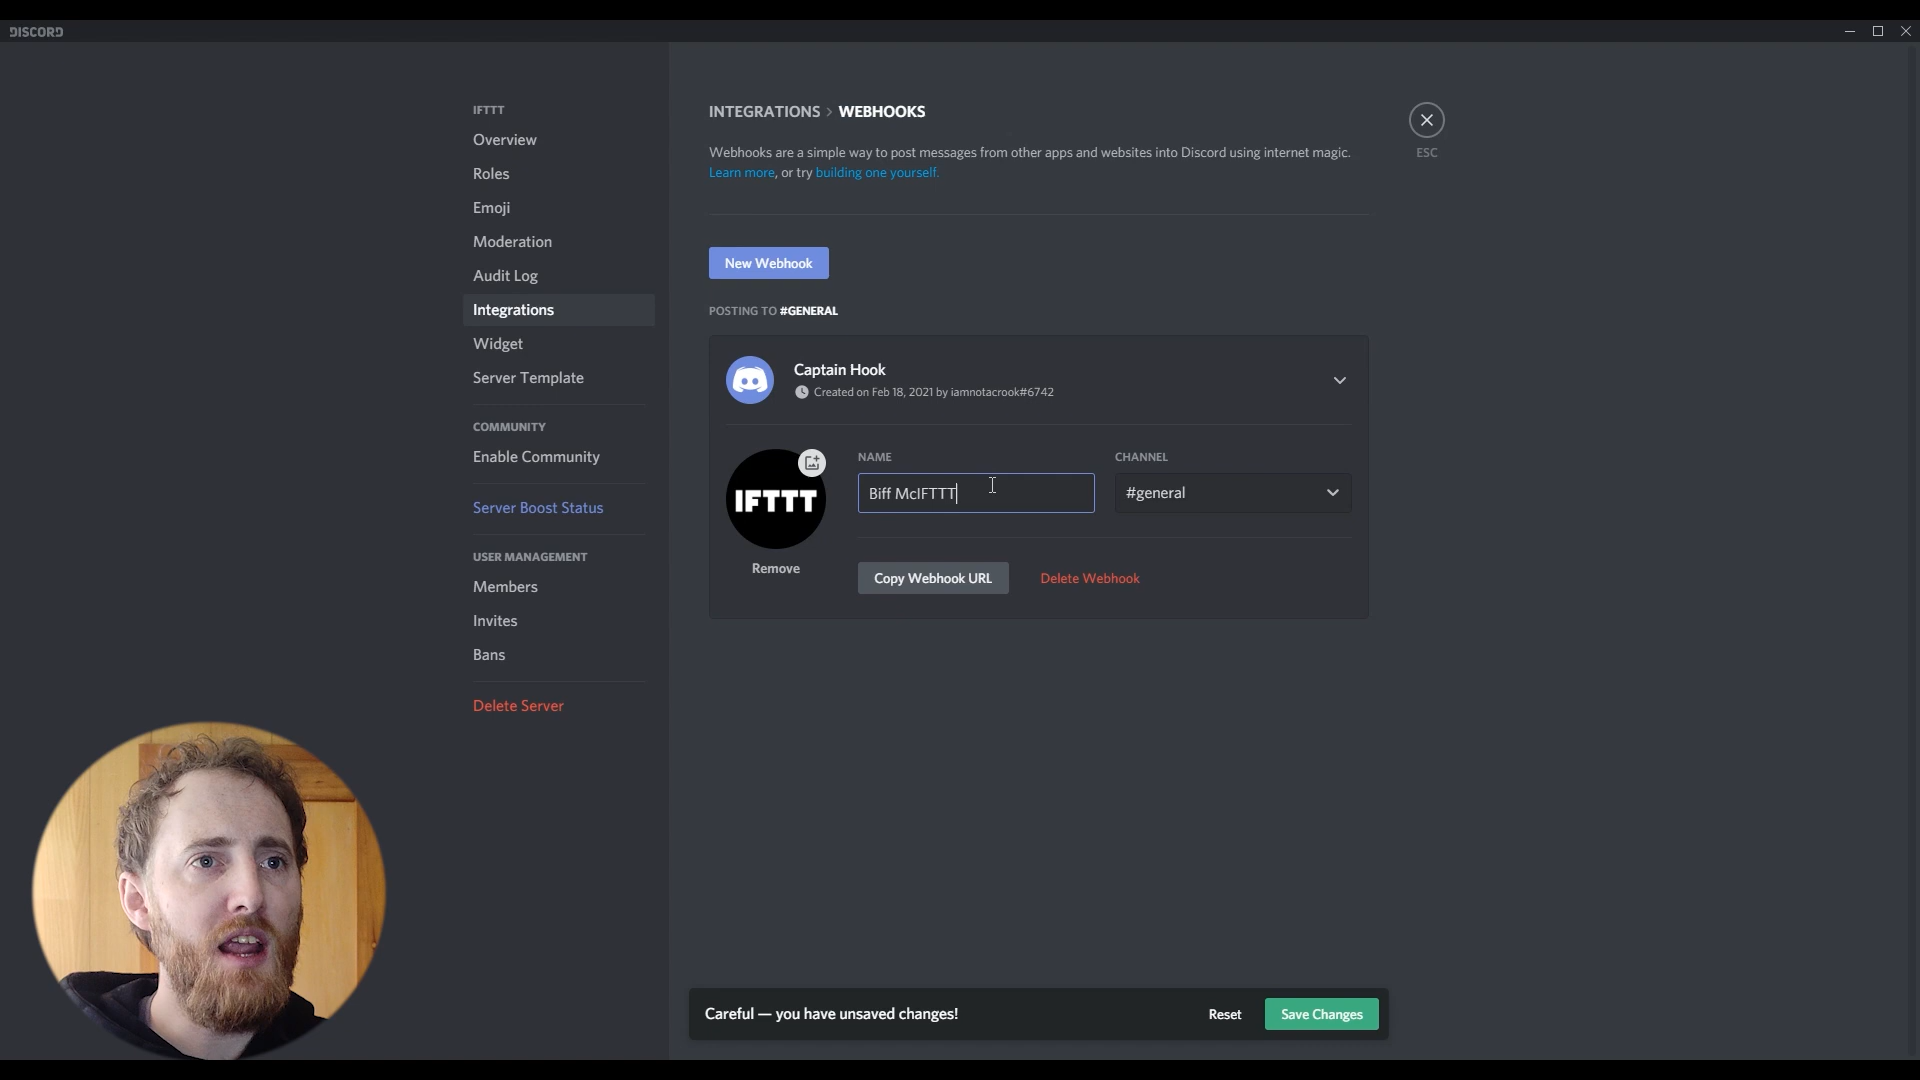 DISCORD
IFTTT
Overview
Roles
Emoji
Moderation
Audit Log
Integrations
Widget
Server Template
COMMUNITY
Enable Community
Server Boost Status
USER MANAGEMENT
Members
Invites
Bans
Delete Server
INTEGRATIONS > WEBHOOKS
Webhooks are a simple way to post messages from other apps and websites into Discord using internet magic.
Learn more, or try building one yourself.
ESC
New Webhook
POSTING TO #GENERAL
Captain Hook
Created on Feb 18, 2021 by iamnotacrook#6742
IFTTT
Remove
NAME
Biff McIFTTT
CHANNEL
#general
Copy Webhook URL
Delete Webhook
Careful — you have unsaved changes!
Reset
Save Changes